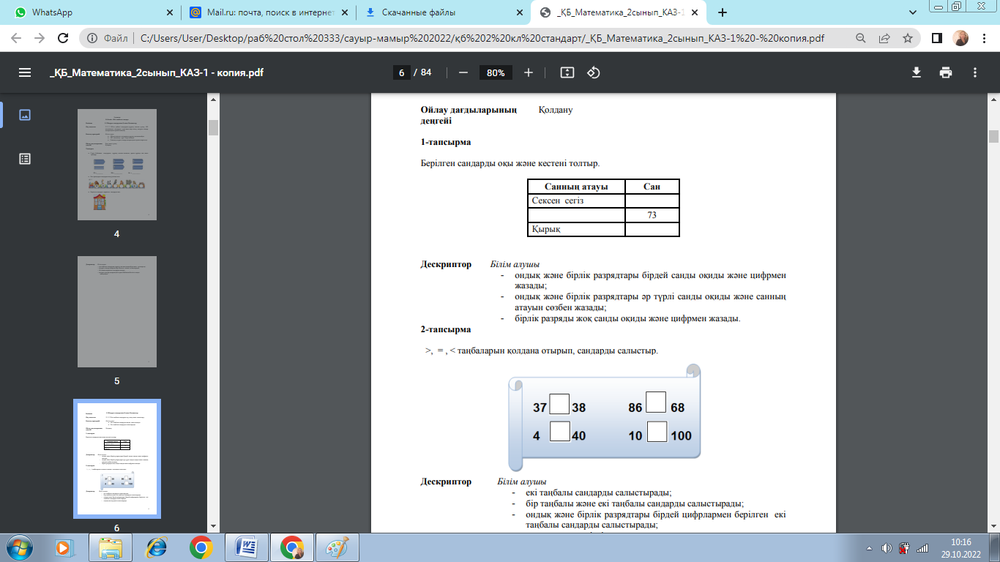 WhatsApp
Mail.ru: почта, поиск в интернет
Скачанные файлы
_ҚБ_Математика_2сынып_КАЗ-1
Файл
C:/Users/User/Desktop/раб%20стол%20333/сауыр-мамыр%202022/қб%202%20кл%20стандарт/_ҚБ_Математика_2сынып_КАЗ-1%20-%20копия.pdf
_ҚБ_Математика_2сынып_КАЗ-1 - копия.pdf
6 / 84
80%
4
5
6
Ойлау дағдыларының деңгейі Қолдану
1-тапсырма
Берілген сандарды оқы және кестені толтыр.
Санның атауы Сан
Сексен сегіз
73
Қырық
Дескриптор Білім алушы
- ондық және бірлік разрядтары бірдей санды оқиды және цифрмен
жазады;
- ондық және бірлік разрядтары әр түрлі санды оқиды және санның
атауын сөзбен жазады;
- бірлік разряды жоқ санды оқиды және цифрмен жазады.
2-тапсырма
>, = , < таңбаларын қолдана отырып, сандарды салыстыр.
37 38 86 68
4 40 10 100
Дескриптор Білім алушы
- екі таңбалы сандарды салыстырады;
- бір таңбалы және екі таңбалы сандарды салыстырады;
- ондық және бірлік разрядтары бірдей цифрлармен берілген екі
таңбалы сандарды салыстырады;
10:16
29.10.2022